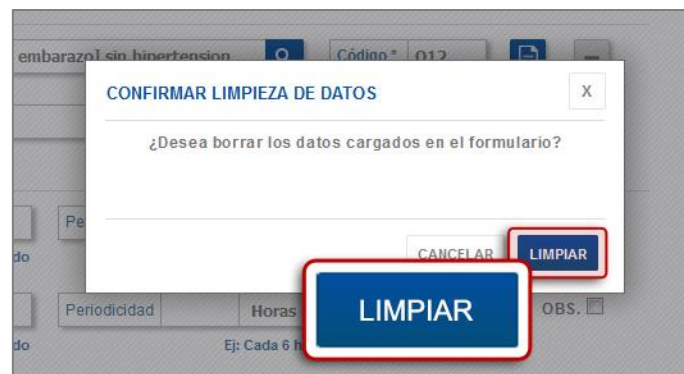 embarazo] sin hipertension Código * O12
CONFIRMAR LIMPIEZA DE DATOS X
¿Desea borrar los datos cargados en el formulario?
Pe
do
CANCELAR LIMPIAR
LIMPIAR
Periodicidad Horas OBS.
do Ej: Cada 6 h